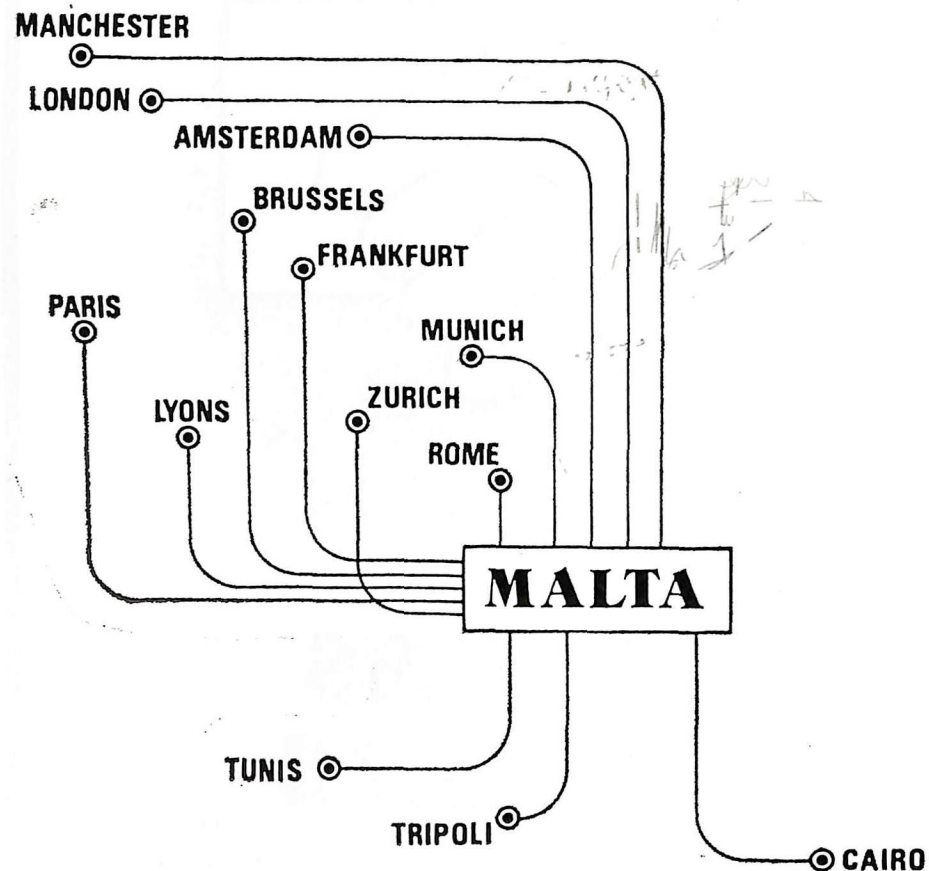 MANCHESTER
LONDON
AMSTERDAM
BRUSSELS
FRANKFURT
PARIS
MUNICH
ZURICH
LYONS
ROME
MALTA
TUNIS
TRIPOLI
CAIRO